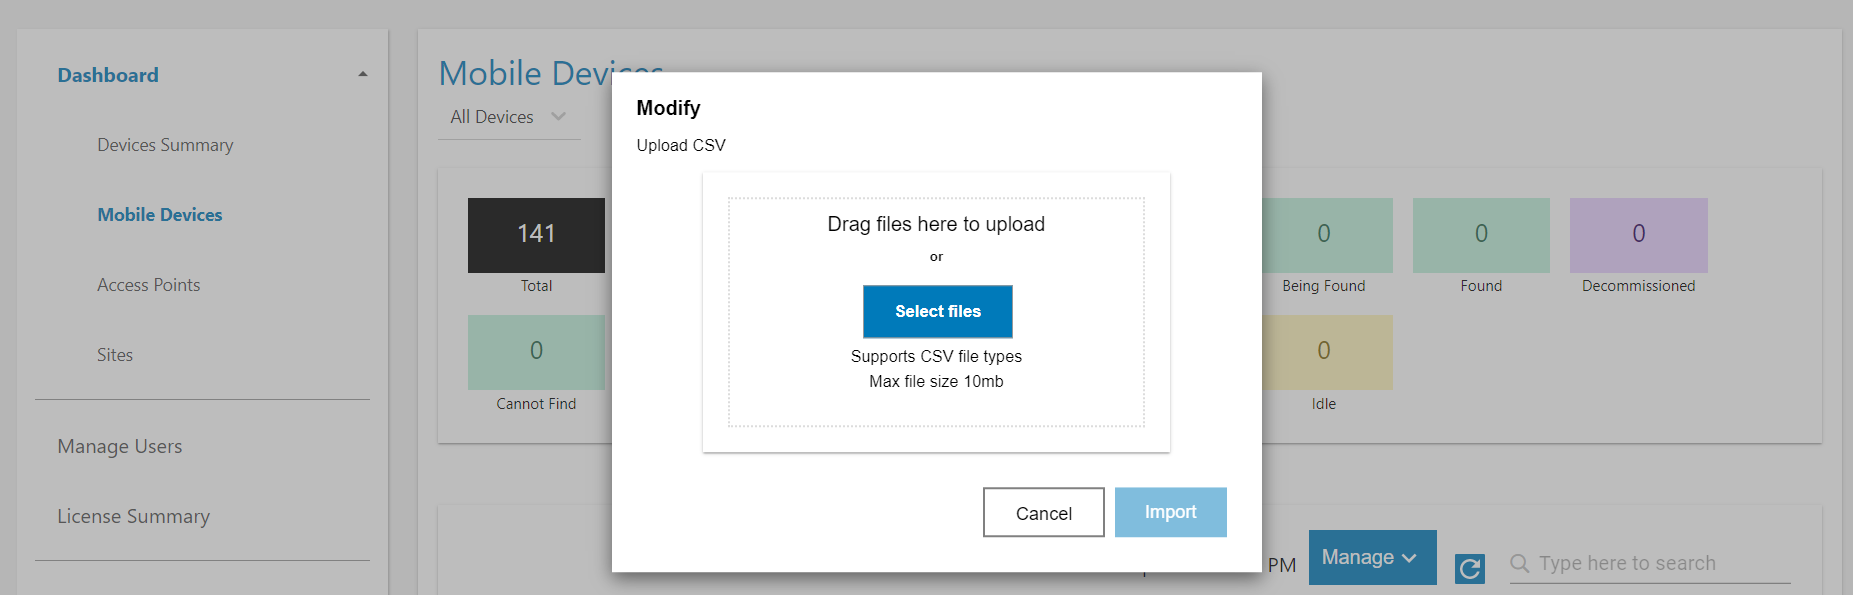 Dashboard
Devices Summary
Mobile Devices
Access Points
Sites
Manage Users
License Summary
Mobile Devices
All Devices
141
Total
0
Being Found
0
Found
0
Decommissioned
0
Cannot Find
0
Idle
Modify
Upload CSV
Drag files here to upload
or
Select files
Supports CSV file types
Max file size 10mb
Cancel
Import
PM
Manage
Type here to search